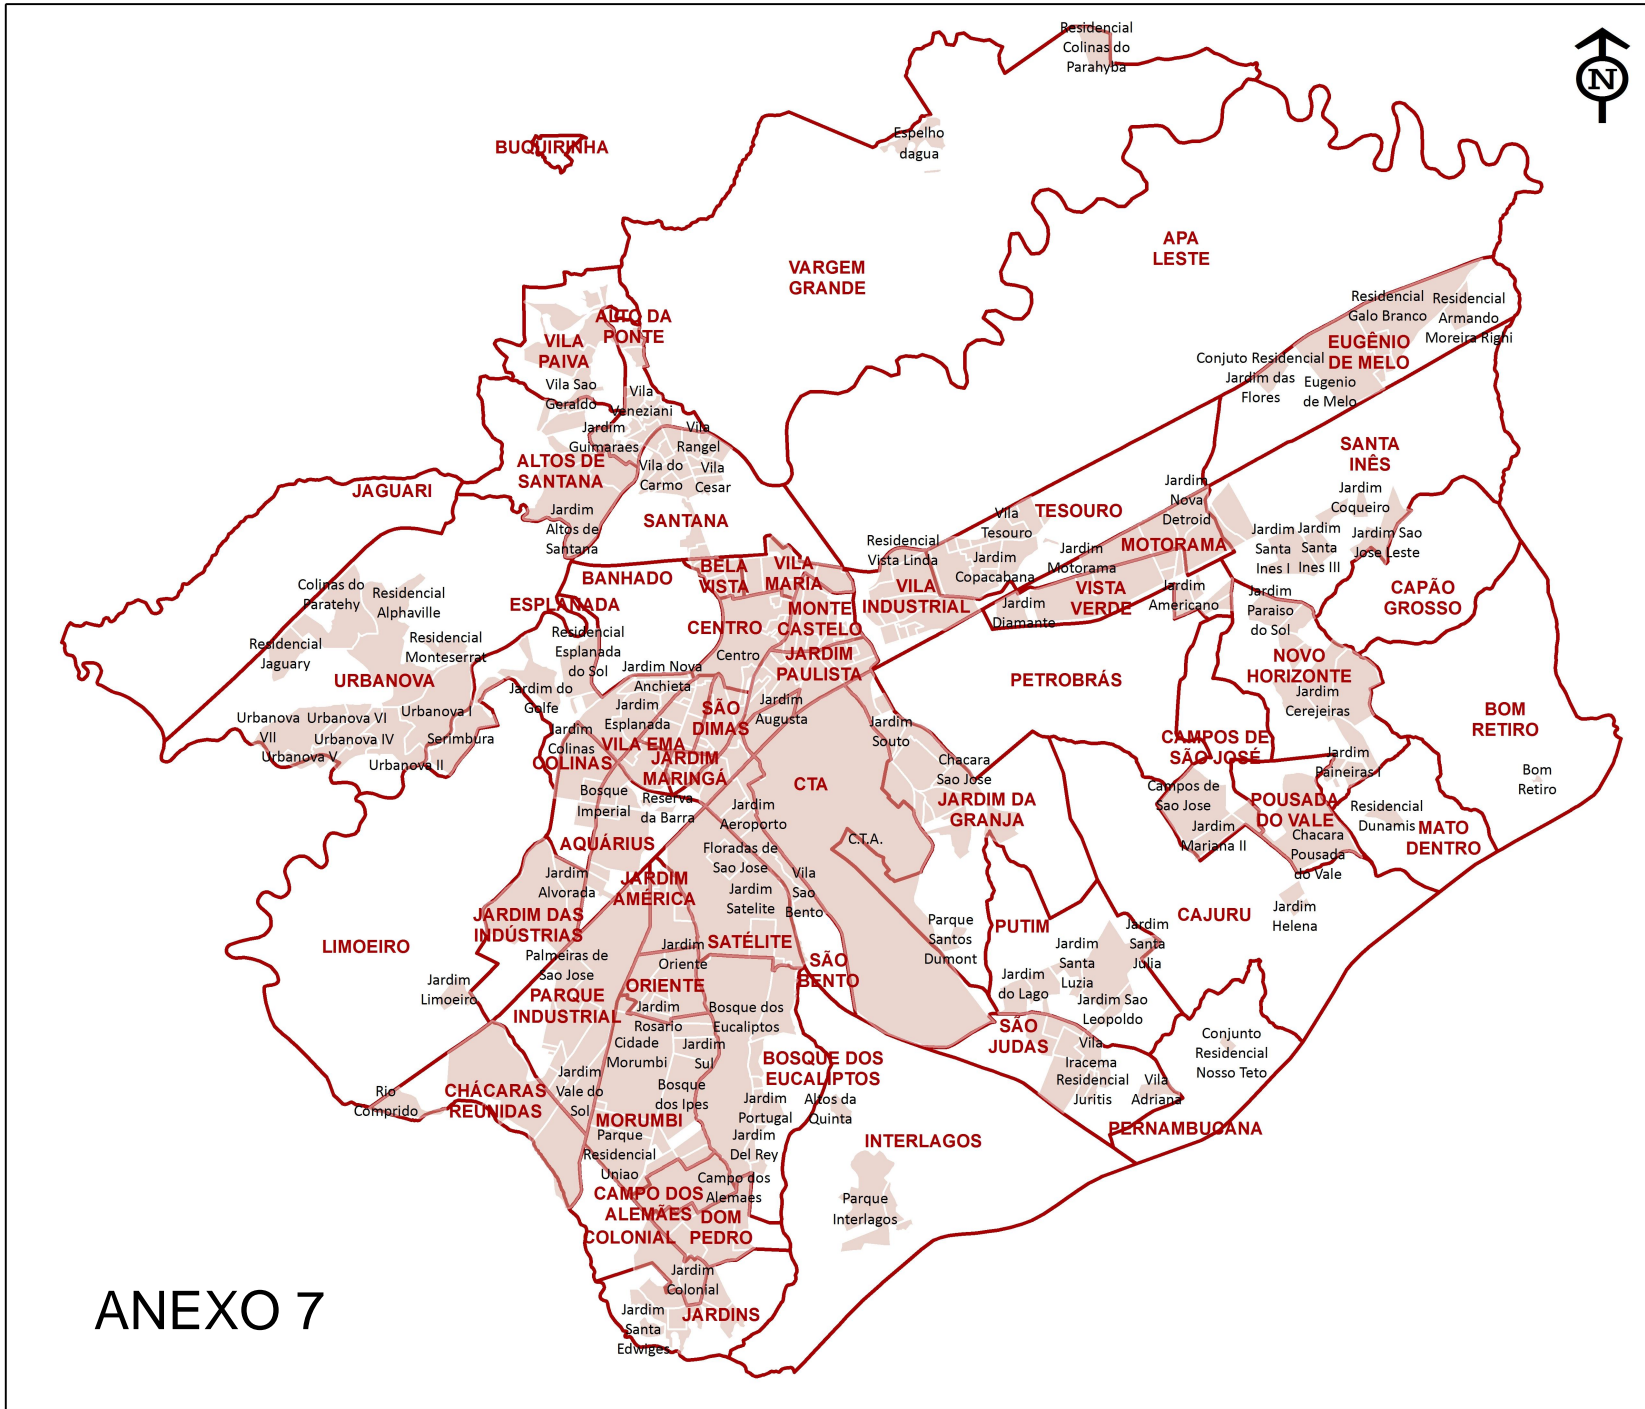 Residencial
Colinas do
Parahyba
N
Espelho
dagua
BUQUIRINHA
APA
LESTE
VARGEM
GRANDE
Residencial
Galo Branco
Residencial
Armando
Moreira Righi
ALTO DA
PONTE
VILA
PAIVA
EUGÊNIO
DE MELO
Conjuto Residencial
Jardim das
Flores
Eugenio
de Melo
Vila Sao
Geraldo
Vila
Veneziani
Jardim
Guimaraes
Vila
Rangel
SANTA
INÊS
ALTOS DE
SANTANA
Vila do
Carmo
Vila
Cesar
JAGUARI
Jardim
Nova
Detroid
Jardim
Coqueiro
Jardim
Altos de
Santana
SANTANA
Vila
Tesouro
TESOURO
Jardim
Santa
Ines I
Jardim
Santa
Ines III
Jardim Sao
Jose Leste
Residencial
Vista Linda
MOTORAMA
Jardim
Motorama
Jardim
Copacabana
BANHADO
BELA
VISTA
VILA
MARIA
Colinas do
Paratehy
Residencial
Alphaville
ESPLANADA
VILA
INDUSTRIAL
VISTA
VERDE
Jardim
Americano
Jardim
Paraiso
do Sol
CAPÃO
GROSSO
Jardim
Diamante
MONTE
CASTELO
CENTRO
Residencial
Jaguary
Residencial
Monteserrat
Residencial
Esplanada
do Sol
Centro
JARDIM
PAULISTA
URBANOVA
Jardim Nova
Anchieta
PETROBRÁS
NOVO
HORIZONTE
Jardim
Cerejeiras
Jardim do
Golfe
Jardim
Esplanada
SÃO
DIMAS
Jardim
Augusta
BOM
RETIRO
Urbanova
VII
Urbanova VI
Urbanova I
Urbanova IV
Serimbura
Urbanova V
Urbanova II
Jardim
Colinas
COLINAS
VILA EMA
JARDIM
MARINGÁ
Jardim
Souto
CAMPOS DE
SÃO JOSÉ
Jardim
Paineiras I
Chacara
Sao Jose
CTA
Bosque
Imperial
Reserva
da Barra
Jardim
Aeroporto
JARDIM DA
GRANJA
Campos de
Sao Jose
POUSADA
DO VALE
Bom
Retiro
Residencial
Dunamis
MATO
DENTRO
Jardim
Mariana II
Chacara
Pousada
do Vale
AQUÁRIUS
Floradas de
Sao Jose
C.T.A.
Jardim
Alvorada
JARDIM
AMÉRICA
Jardim
Satelite
Vila
Sao
Bento
JARDIM DAS
INDÚSTRIAS
Parque
Santos
Dumont
PUTIM
CAJURU
Jardim
Helena
LIMOEIRO
Jardim
Oriente
SATÉLITE
Jardim
Santa
Luzia
Jardim
Santa
Julia
Palmeiras de
Sao Jose
SÃO
BENTO
Jardim
Limoeiro
Jardim
do Lago
PARQUE
INDUSTRIAL
ORIENTE
Jardim
Rosario
Bosque dos
Eucaliptos
Jardim Sao
Leopoldo
SÃO
JUDAS
Cidade
Morumbi
Jardim
Sul
BOSQUE DOS
EUCALIPTOS
Vila
Iracema
Conjunto
Residencial
Nosso Teto
CHÁCARAS
REUNIDAS
Rio
Comprido
Jardim
Vale do
Sol
Bosque
dos Ipes
Residencial
Juritis
Vila
Adriana
Jardim
Portugal
Altos da
Quinta
MORUMBI
PERNAMBUCANA
Parque
Residencial
Uniao
Jardim
Del Rey
INTERLAGOS
CAMPO DOS
ALEMÃES
Campo dos
Alemaes
Parque
Interlagos
COLONIAL
DOM
PEDRO
Jardim
Colonial
ANEXO 7
Jardim
Santa
Edwiges
JARDINS